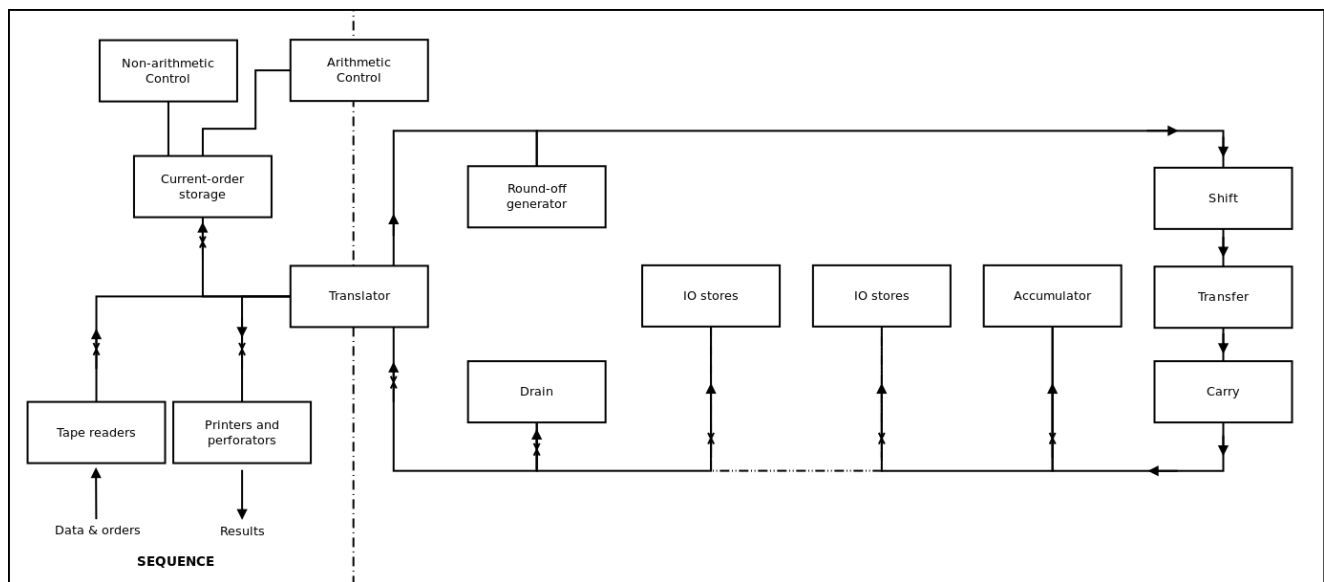 Non-arithmetic
Control
Arithmetic
Control
Current-order
storage
Round-off
generator
Shift
Translator
IO stores
IO stores
Accumulator
Transfer
Drain
Carry
Tape readers
Printers and
perforators
Data & orders
Results
SEQUENCE